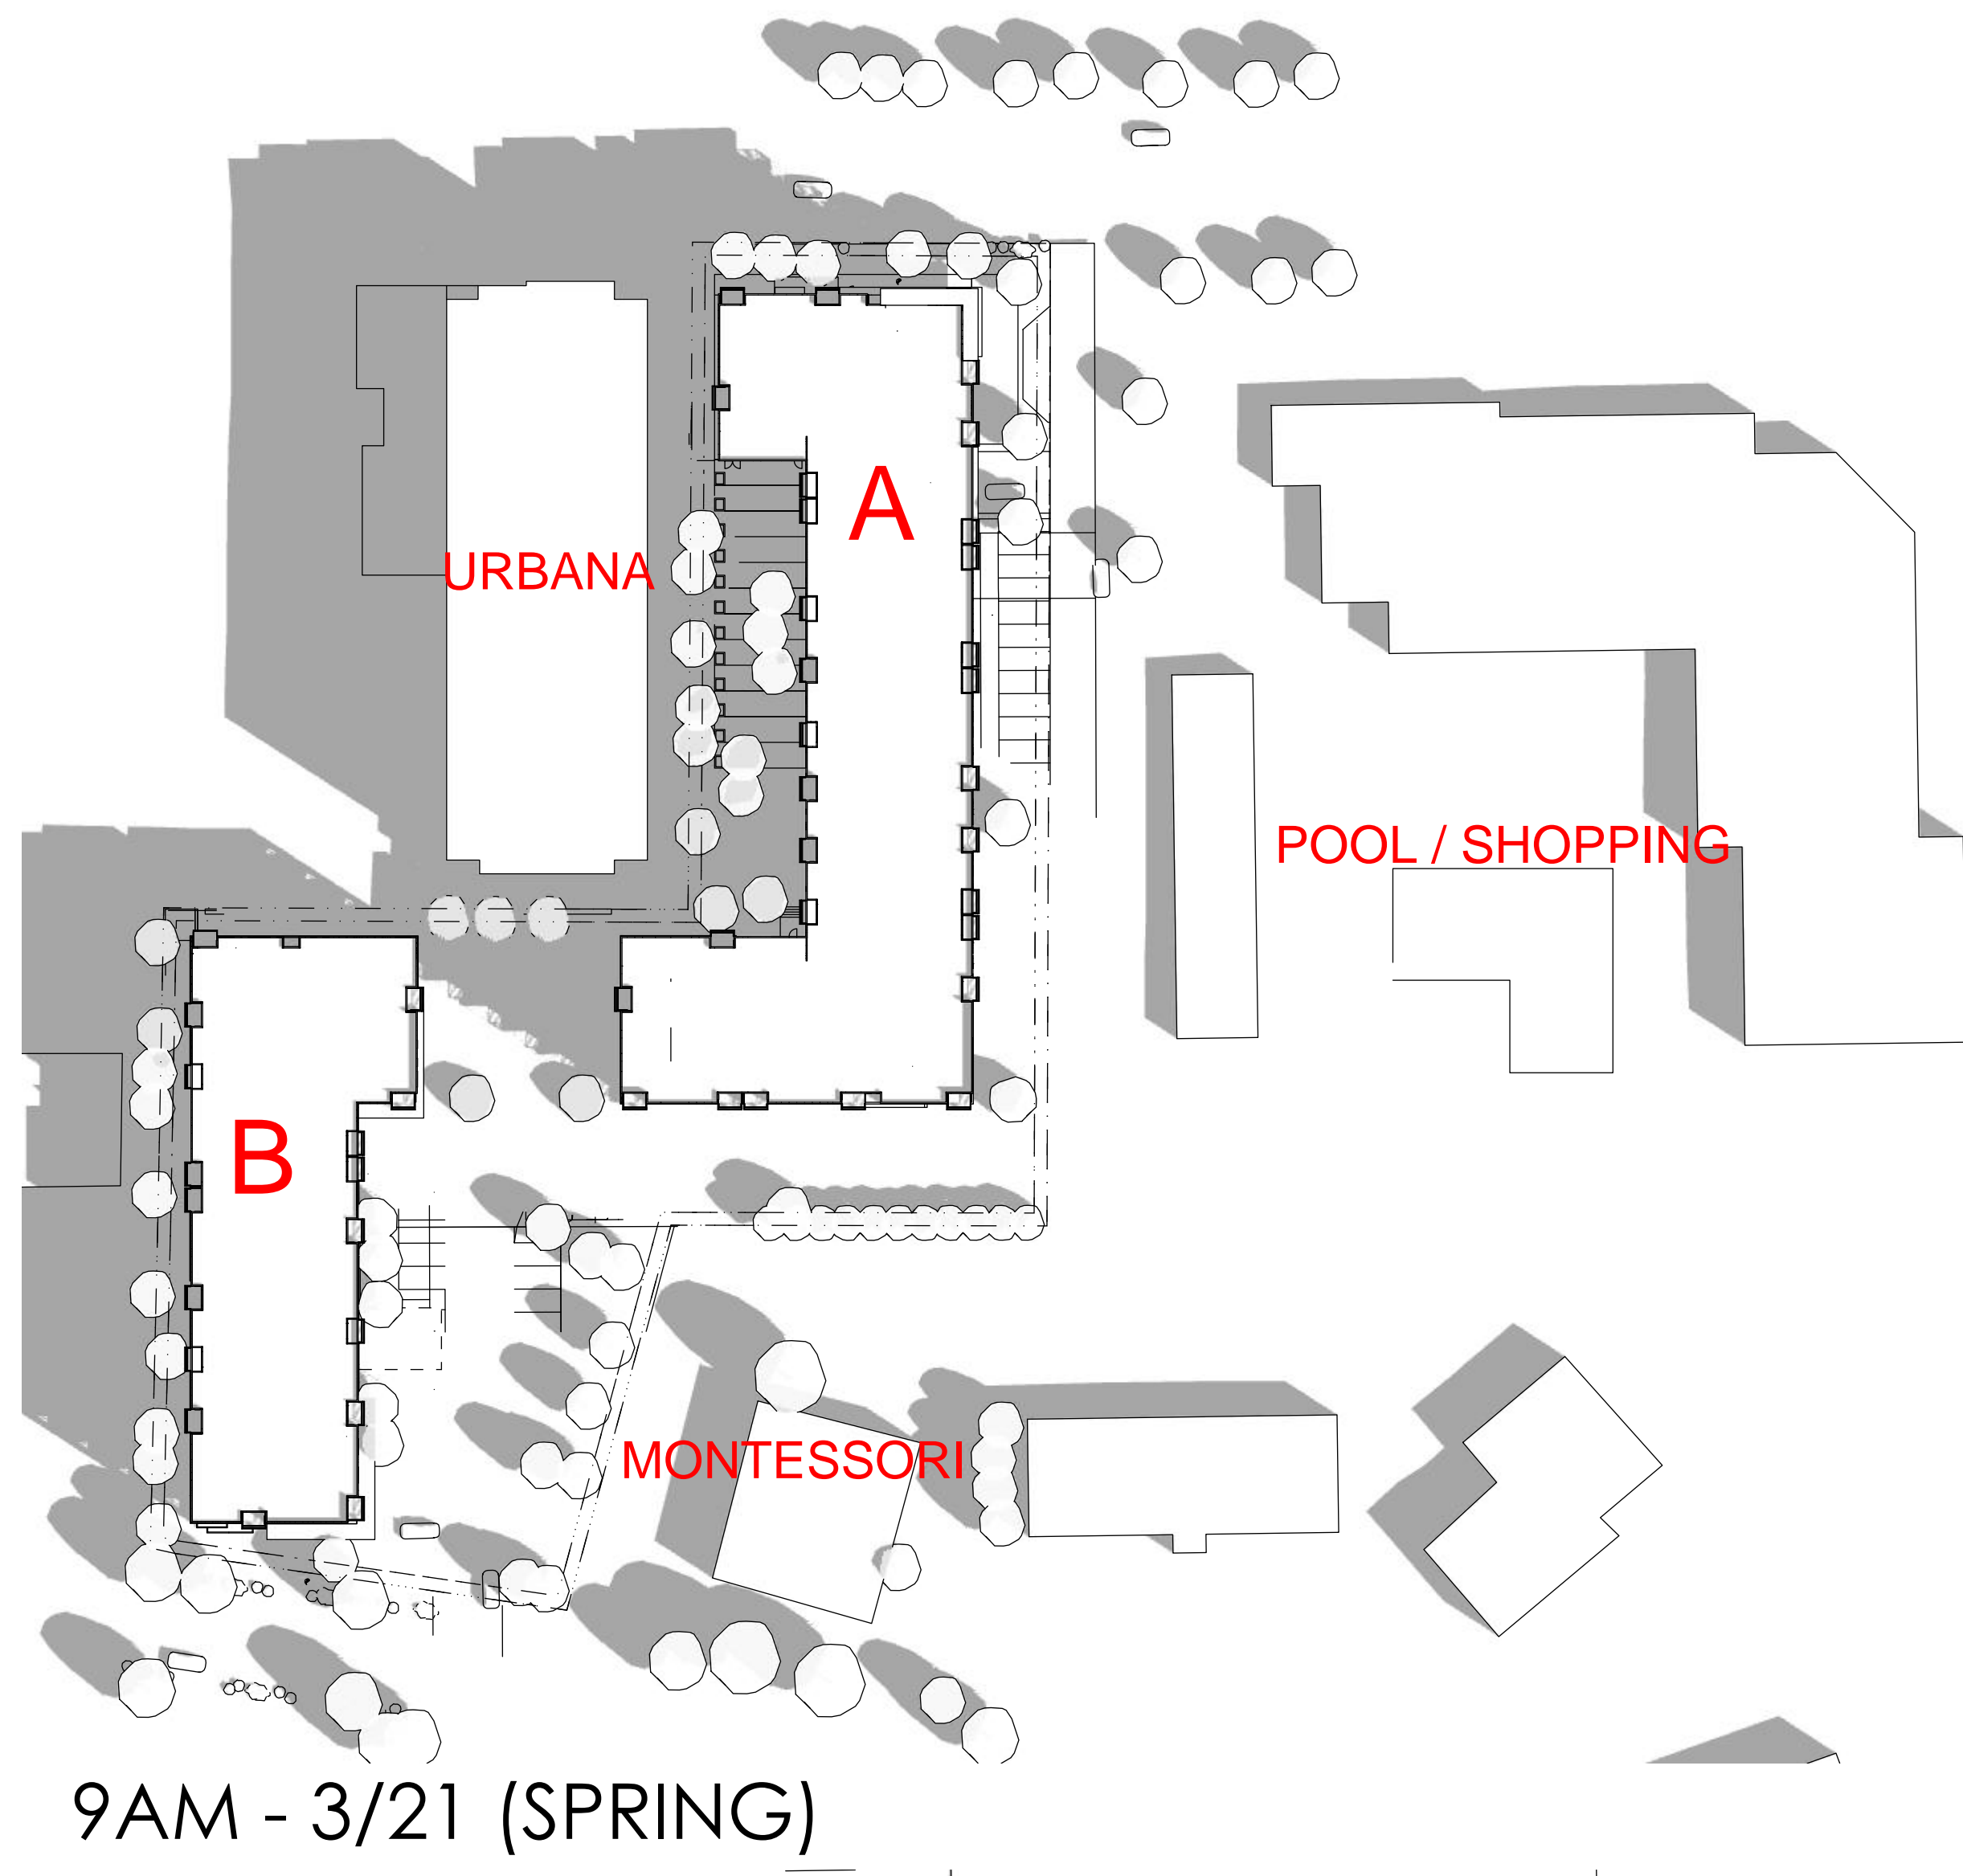 A
URBANA
POOL / SHOPPING
B
MONTESSORI
9AM - 3/21 (SPRING)